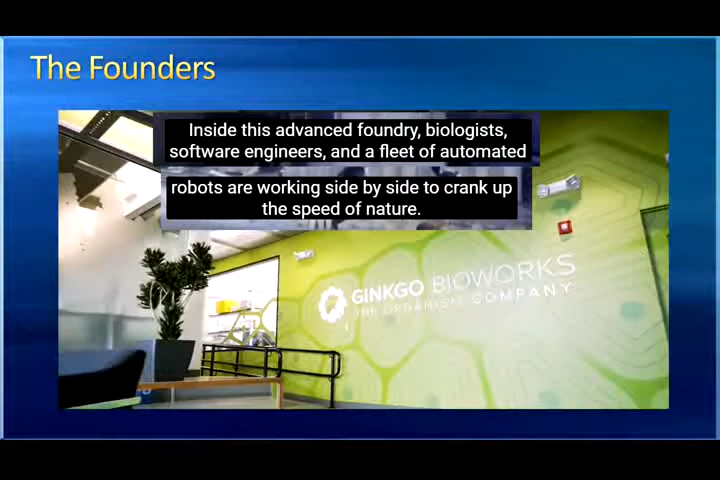 The Founders
Inside this advanced foundry, biologists,
software engineers, and a fleet of automated
robots are working side by side to crank up
the speed of nature.
GINKGO BIOWORKS
THE ORGANISM COMPANY